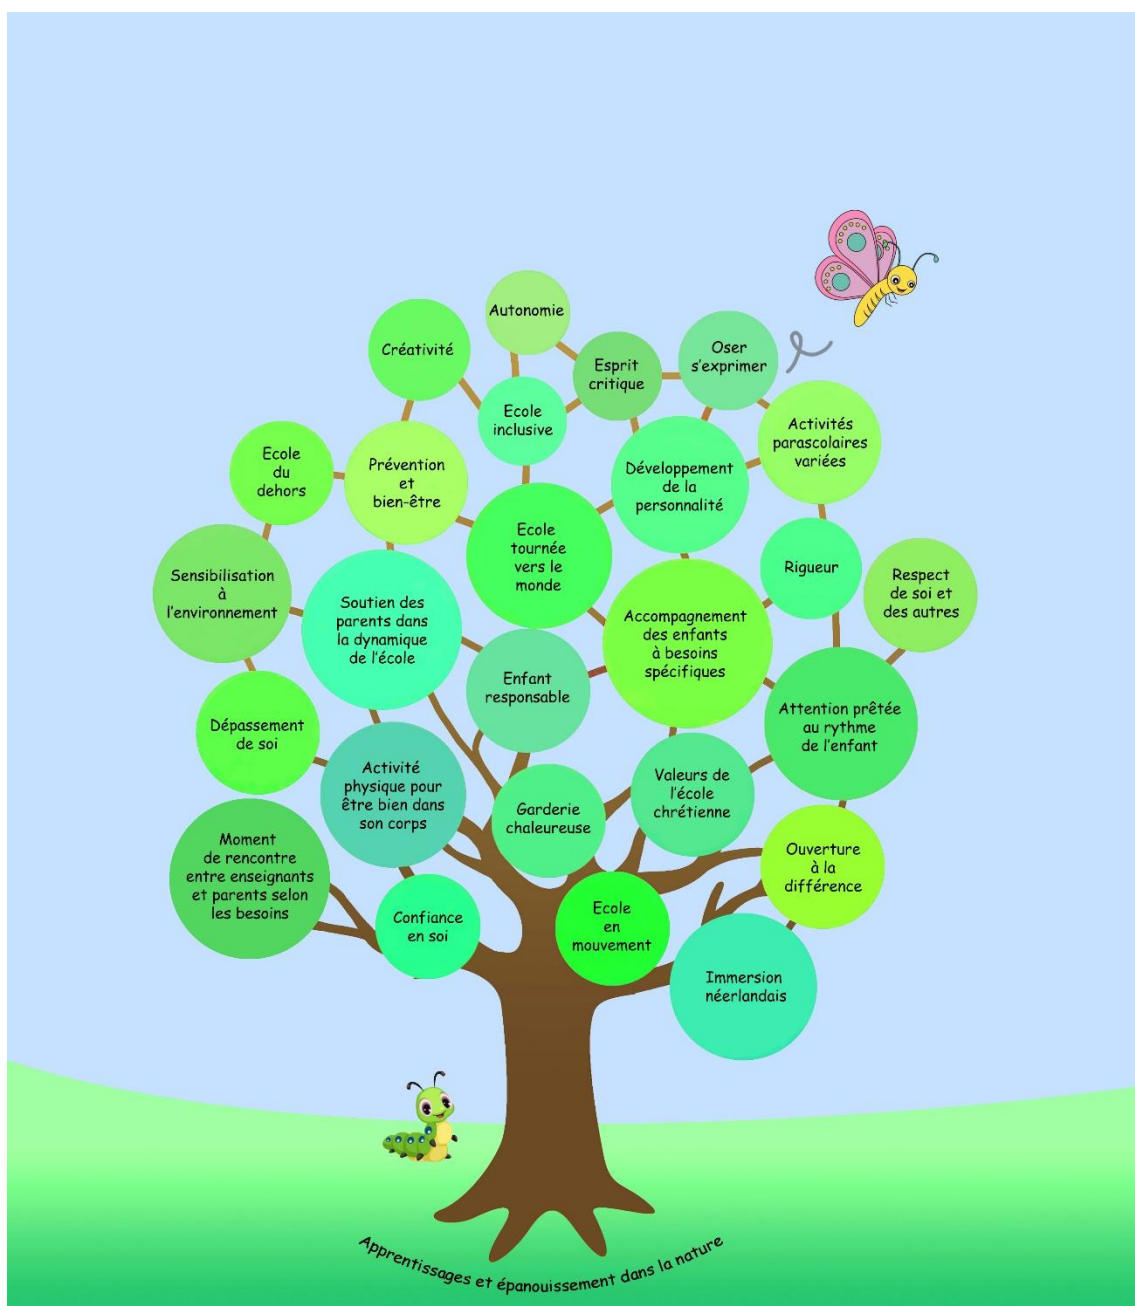 Autonomie
Créativité
Esprit
critique
Oser
s'exprimer
Ecole
inclusive
Activités
parascolaires
variées
Ecole
du
dehors
Prévention
et
bien-être
Développement
de la
personnalité
Ecole
tournée
vers le
monde
Rigueur
Respect
de soi et
des autres
Sensibilisation
à
l'environnement
Soutien des
parents dans
la dynamique
de l'école
Accompagnement
des enfants
à besoins
spécifiques
Enfant
responsable
Attention prêtée
au rythme
de l'enfant
Dépassement
de soi
Activité
physique pour
être bien dans
son corps
Valeurs de
l'école
chrétienne
Garderie
chaleureuse
Moment
de rencontre
entre enseignants
et parents selon
les besoins
Ouverture
à la
différence
Confiance
en soi
Ecole
en
mouvement
Immersion
néerlandais
Apprentissages et épanouissement dans la nature